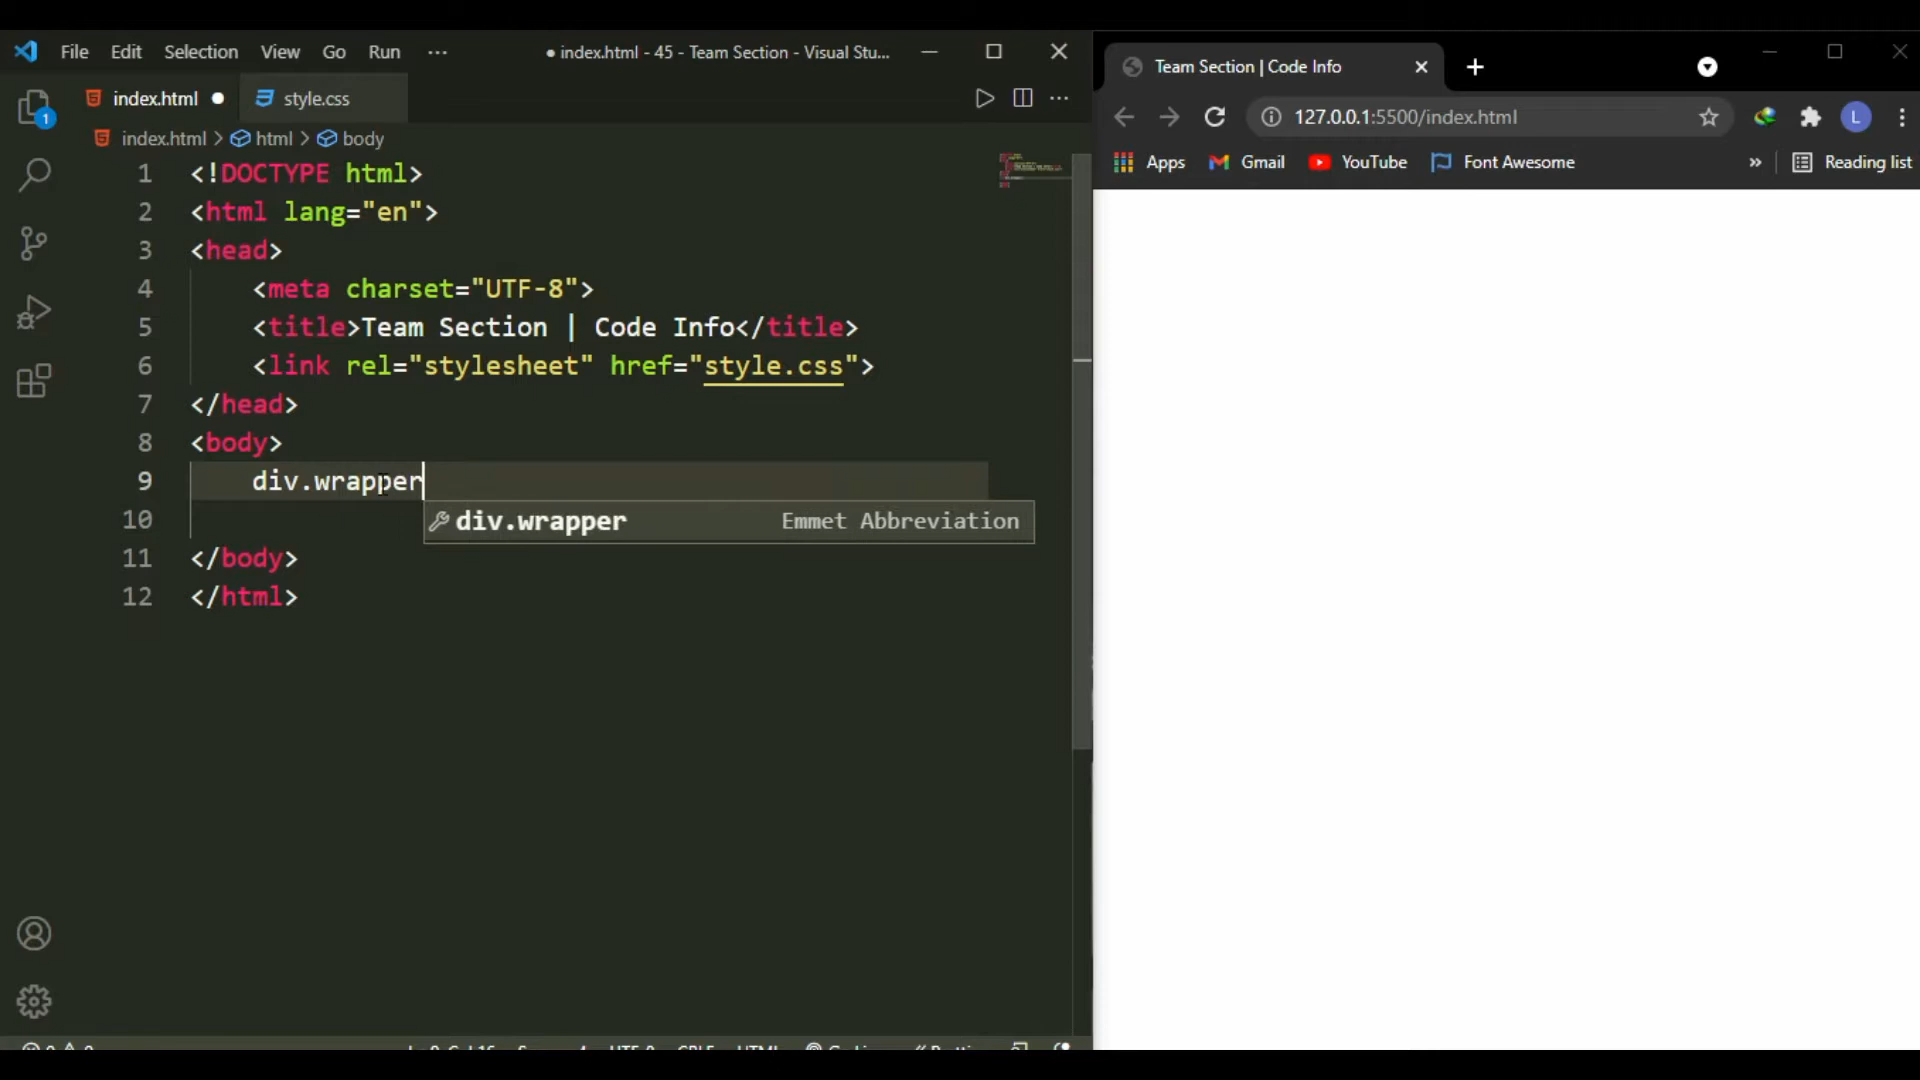 File Edit Selection View Go Run ··· ● index.html - 45 - Team Section - Visual Stu...
index.html ● style.css
index.html > html > body
1 <!DOCTYPE html>
2 <html lang="en">
3 <head>
4 <meta charset="UTF-8">
5 <title>Team Section | Code Info</title>
6 <link rel="stylesheet" href="style.css">
7 </head>
8 <body>
9 div.wrapper
div.wrapper Emmet Abbreviation
10
11 </body>
12 </html>
1
Team Section | Code Info
127.0.0.1:5500/index.html
L
Apps Gmail YouTube Font Awesome » Reading list